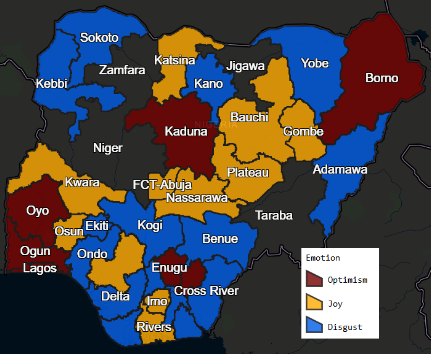 Sokoto
Katsina
Jigawa
Yobe
Borno
Zamfara
Kebbi
Kano
Bauchi
Kaduna
Gombe
Niger
Adamawa
Plateau
FCT-Abuja
Kwara
Nassarawa
Oyo
Taraba
Osun
Ekiti
Kogi
Benue
Ogun
Ondo
Lagos
Enugu
Cross River
Delta
Imo
Rivers
Emotion
Optimism
Joy
Disgust